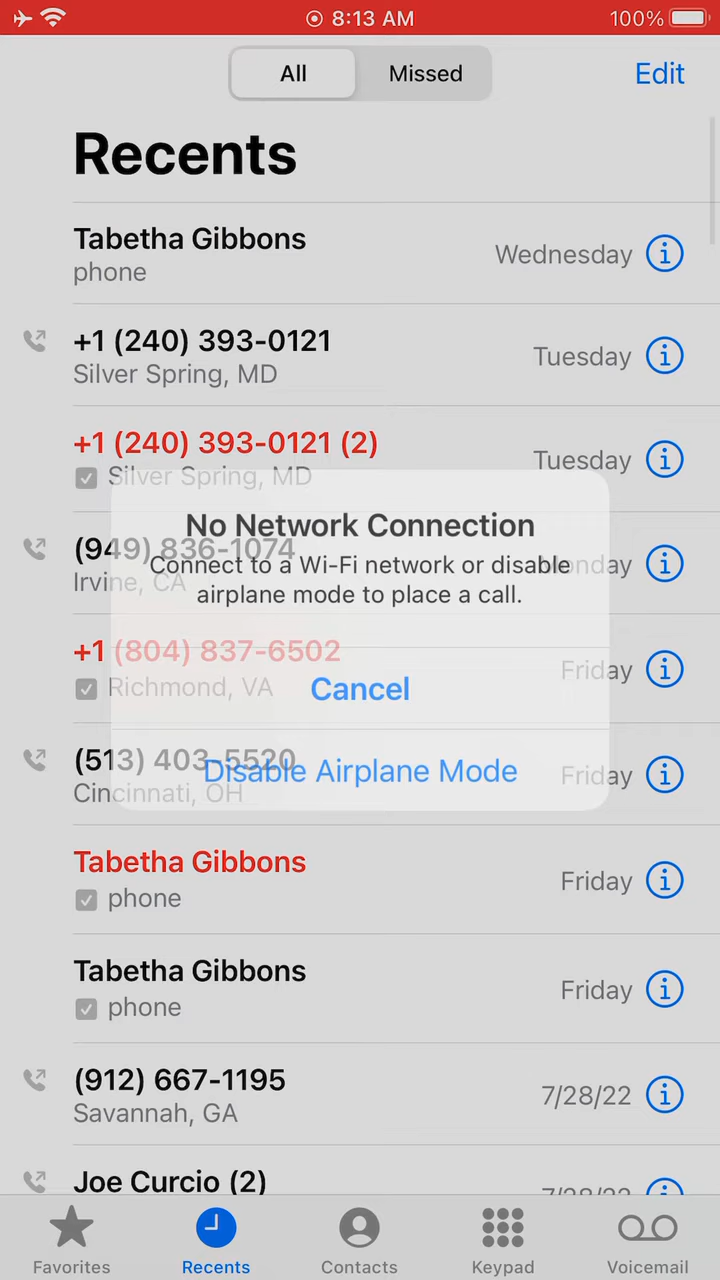 8:13 AM
100%
All
Missed
Edit
Recents
Tabetha Gibbons
phone
Wednesday
+1 (240) 393-0121
Silver Spring, MD
Tuesday
+1 (240) 393-0121 (2)
Silver Spring, MD
Tuesday
(949) 836-1074
Irvine, CA
Monday
No Network Connection
Connect to a Wi-Fi network or disable
airplane mode to place a call.
Cancel
Disable Airplane Mode
+1 (804) 837-6502
Richmond, VA
Friday
(513) 403-5520
Cincinnati, OH
Friday
Tabetha Gibbons
phone
Friday
Tabetha Gibbons
phone
Friday
(912) 667-1195
Savannah, GA
7/28/22
Joe Curcio (2)
7/28/22
Favorites
Recents
Contacts
Keypad
Voicemail